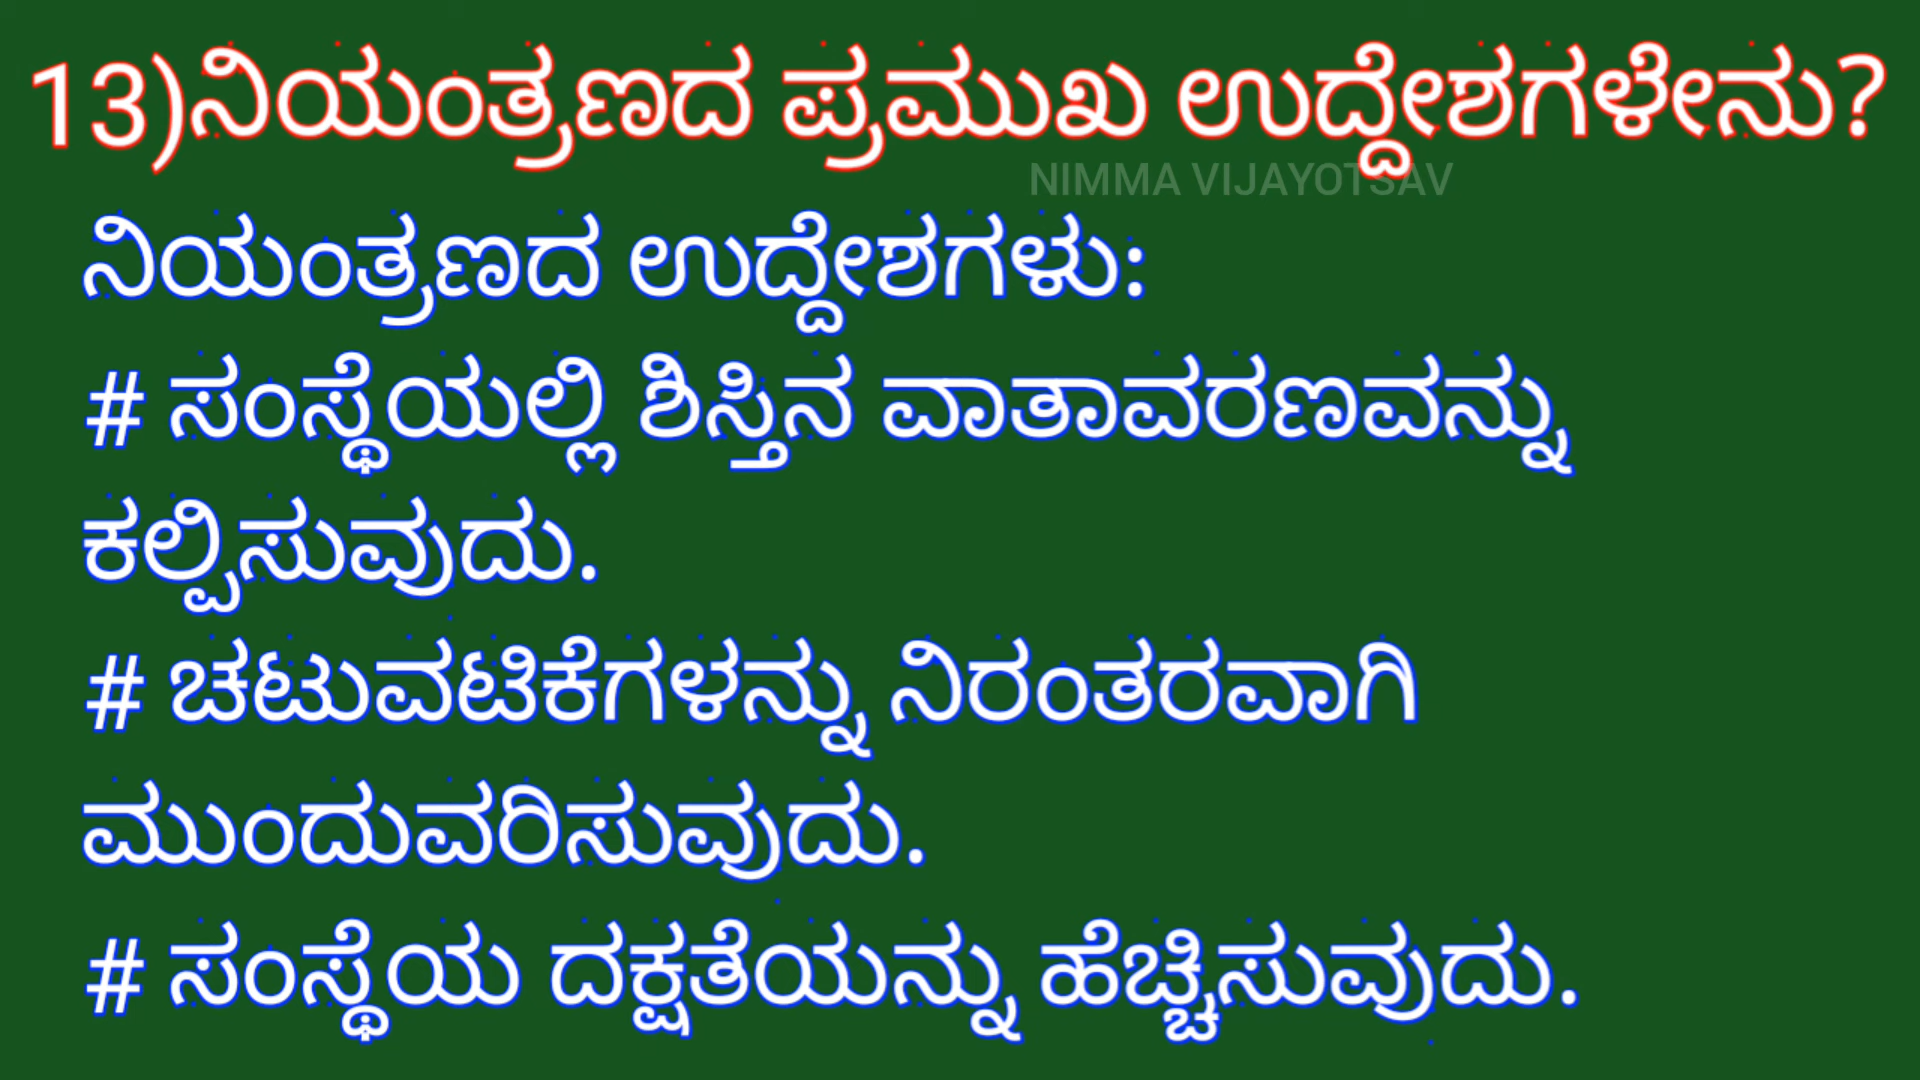 13)ನಿಯಂತ್ರಣದ ಪ್ರಮುಖ ಉದ್ದೇಶಗಳೇನು?
NIMMA VIJAYOTSAV
ನಿಯಂತ್ರಣದ ಉದ್ದೇಶಗಳು:
# ಸಂಸ್ಥೆಯಲ್ಲಿ ಶಿಸ್ತಿನ ವಾತಾವರಣವನ್ನು
ಕಲ್ಪಿಸುವುದು.
# ಚಟುವಟಿಕೆಗಳನ್ನು ನಿರಂತರವಾಗಿ
ಮುಂದುವರಿಸುವುದು.
# ಸಂಸ್ಥೆಯ ದಕ್ಷತೆಯನ್ನು ಹೆಚ್ಚಿಸುವುದು.